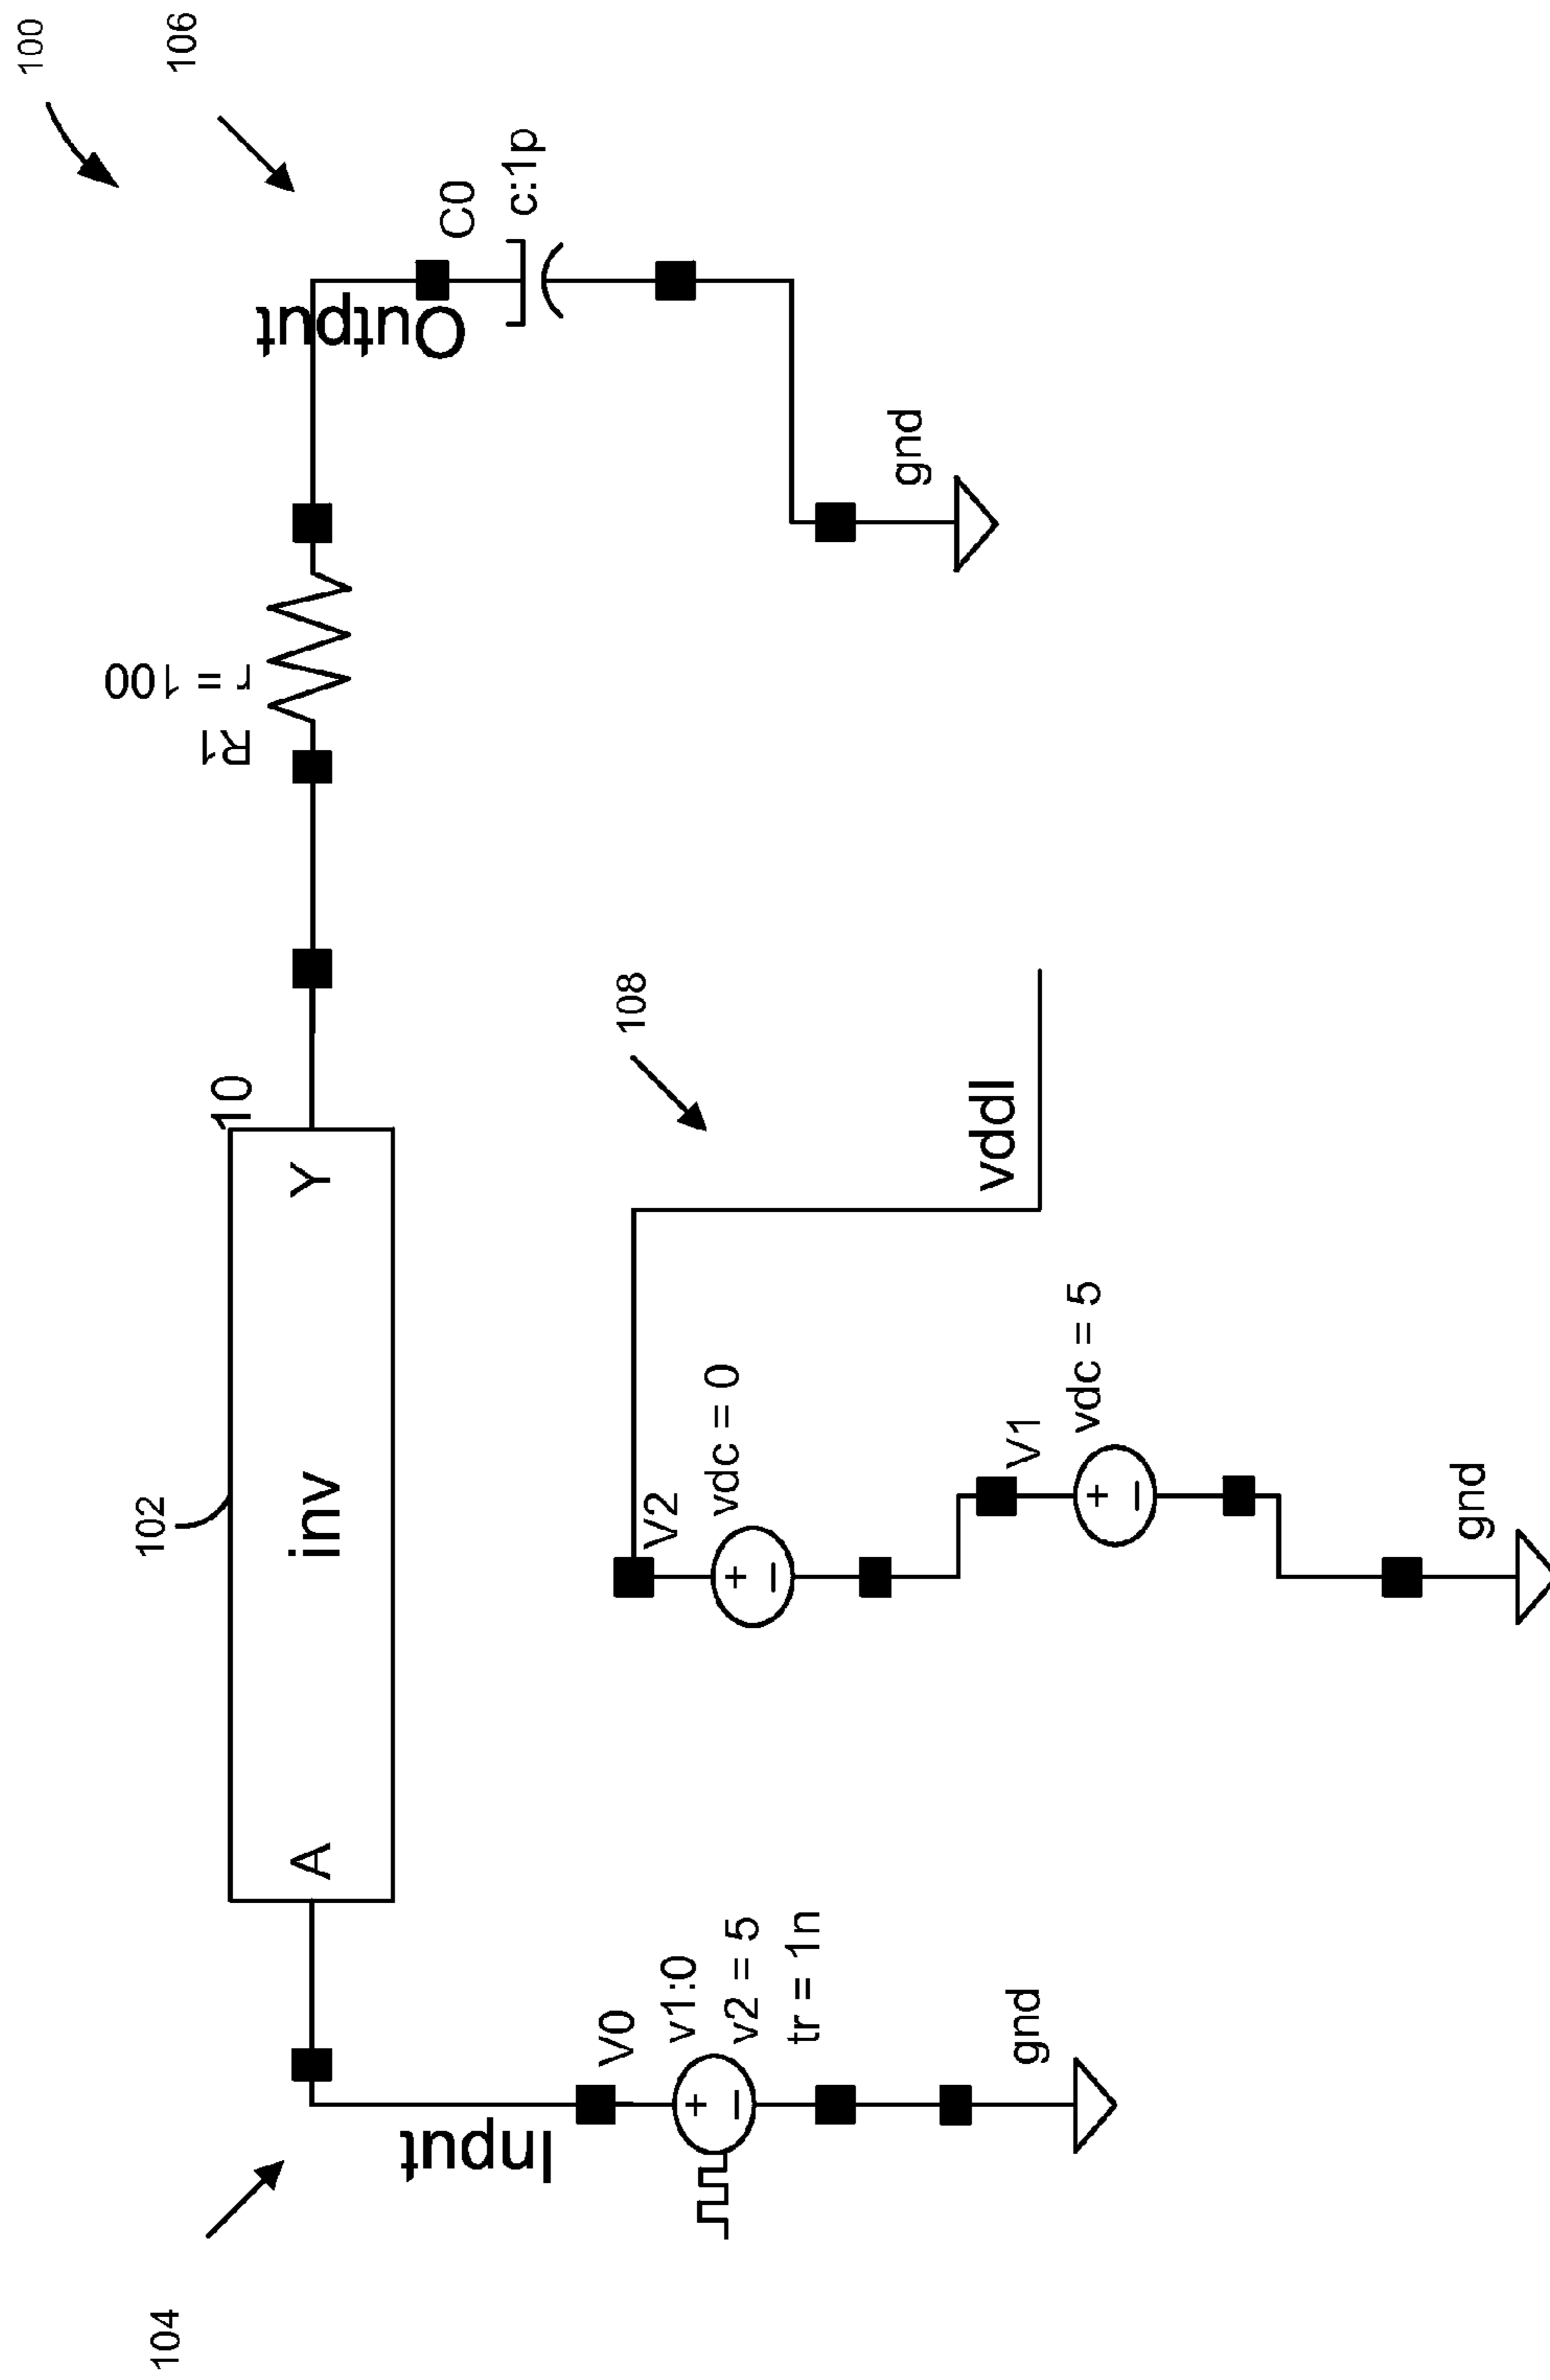 100
106
C0
c:1p
Output
gnd
r = 100
R1
10
Y
inv
A
102
108
vddl
V2
vdc = 0
V1
vdc = 5
gnd
V0
v1:0
v2 = 5
tr = 1n
gnd
Input
104